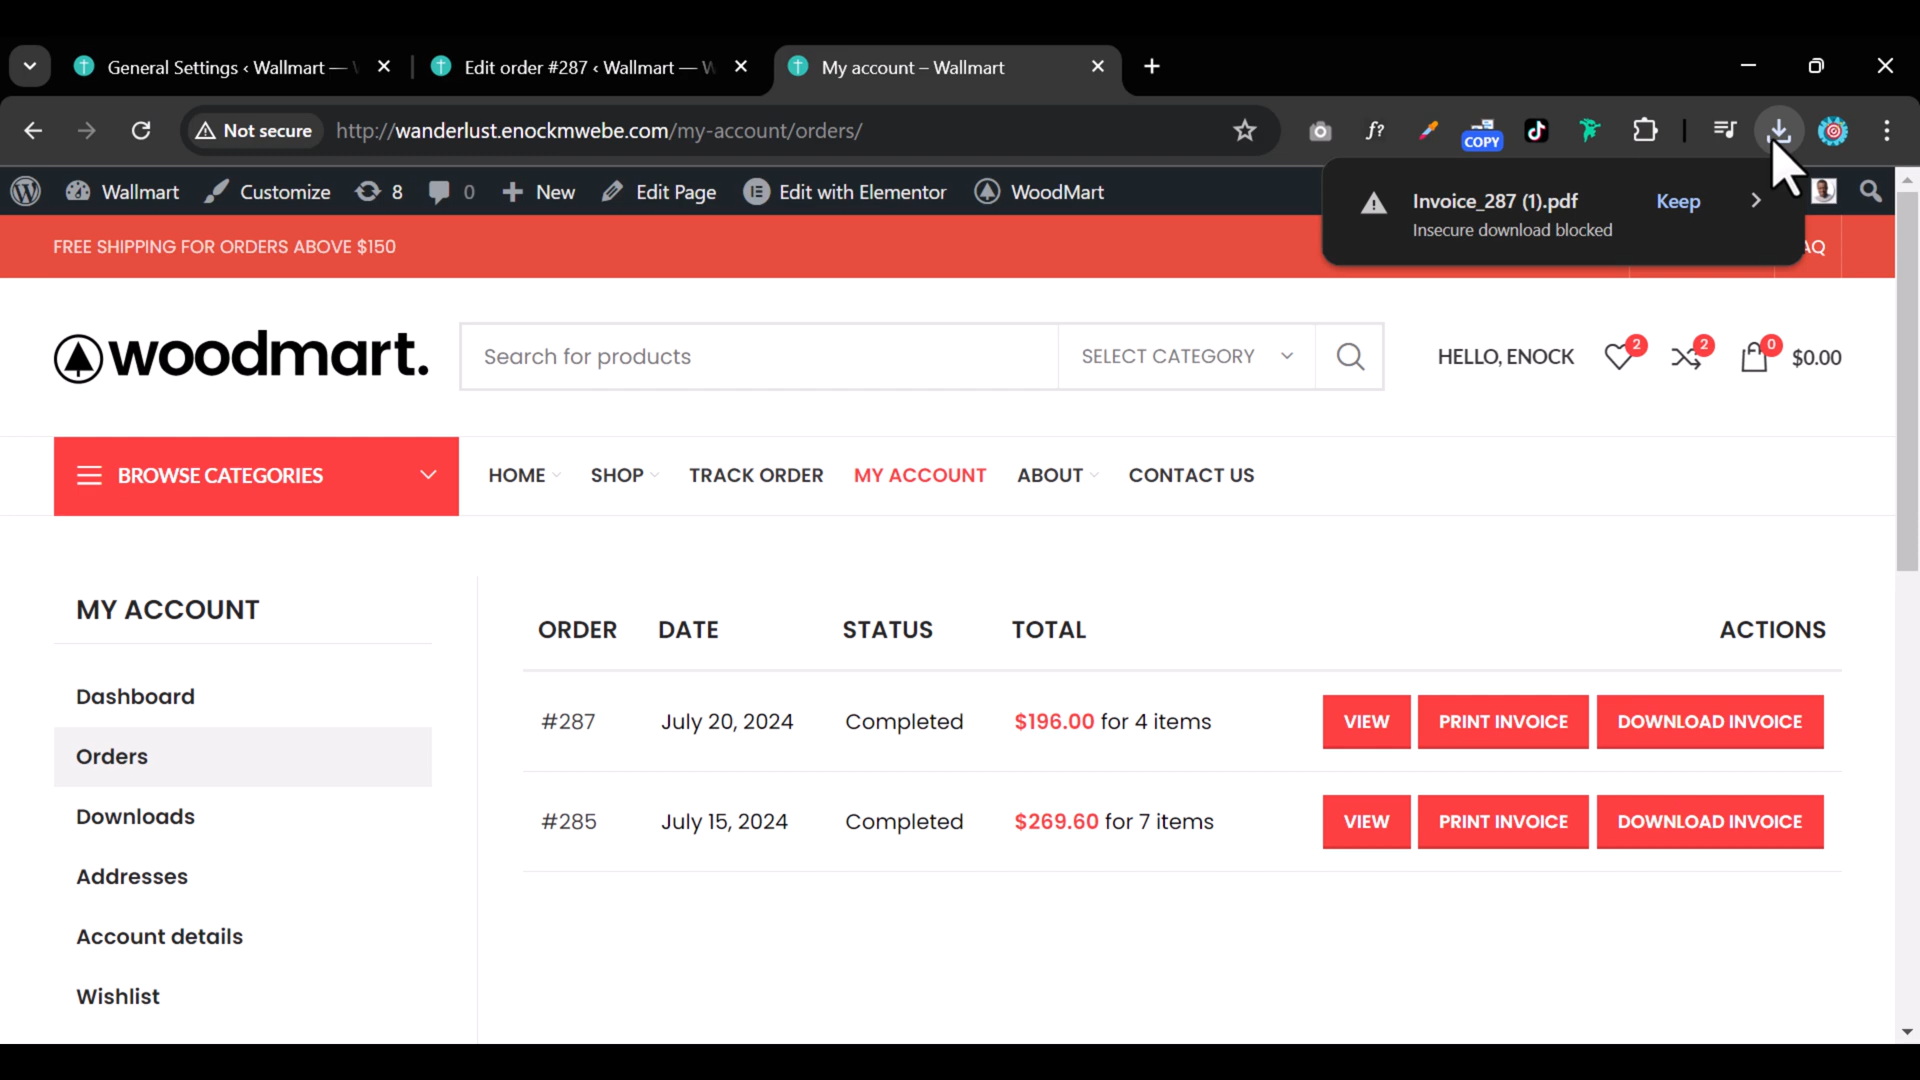 General Settings ‹ Wallmart —
Edit order #287 ‹ Wallmart — W
My account – Wallmart
Not secure
http://wanderlust.enockmwebe.com/my-account/orders/
f?
COPY
Wallmart
Customize
8
0
New
Edit Page
Edit with Elementor
WoodMart
Invoice_287 (1).pdf
Keep
Insecure download blocked
FREE SHIPPING FOR ORDERS ABOVE $150
AQ
woodmart.
Search for products
SELECT CATEGORY
HELLO, ENOCK
2
2
0
$0.00
BROWSE CATEGORIES
HOME
SHOP
TRACK ORDER
MY ACCOUNT
ABOUT
CONTACT US
MY ACCOUNT
Dashboard
Orders
Downloads
Addresses
Account details
Wishlist
ORDER DATE STATUS TOTAL ACTIONS
#287 July 20, 2024 Completed $196.00 for 4 items VIEW PRINT INVOICE DOWNLOAD INVOICE
#285 July 15, 2024 Completed $269.60 for 7 items VIEW PRINT INVOICE DOWNLOAD INVOICE